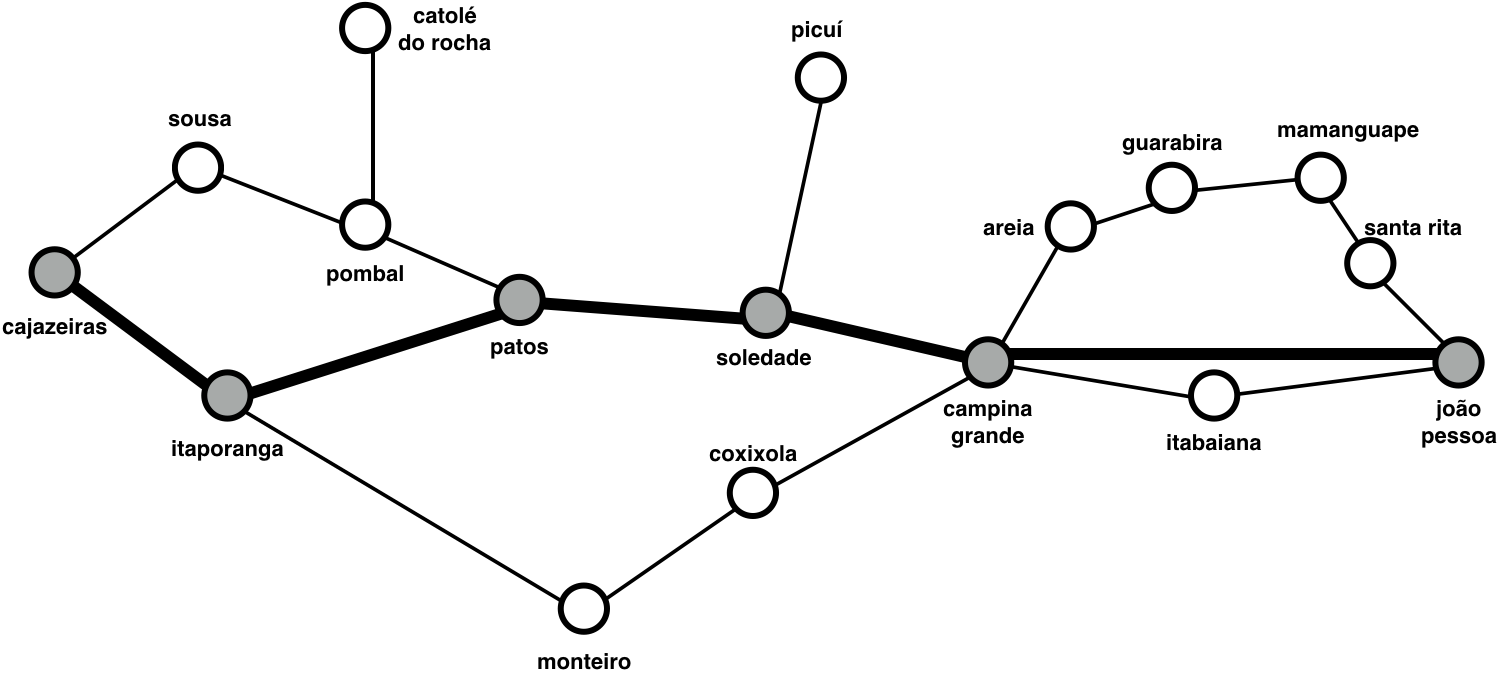 catolé
do rocha
picuí
sousa
mamanguape
guarabira
areia
santa rita
pombal
cajazeiras
patos
soledade
campina
grande
joão
pessoa
itabaiana
itaporanga
coxixola
monteiro